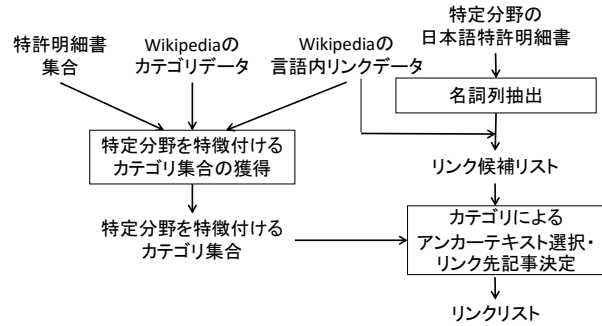 特許明細書
集合
Wikipediaの
カテゴリデータ
Wikipediaの
言語内リンクデータ
特定分野の
日本語特許明細書
名詞列抽出
特定分野を特徴付ける
カテゴリ集合の獲得
リンク候補リスト
特定分野を特徴付ける
カテゴリ集合
カテゴリによる
アンカーテキスト選択・
リンク先記事決定
リンクリスト